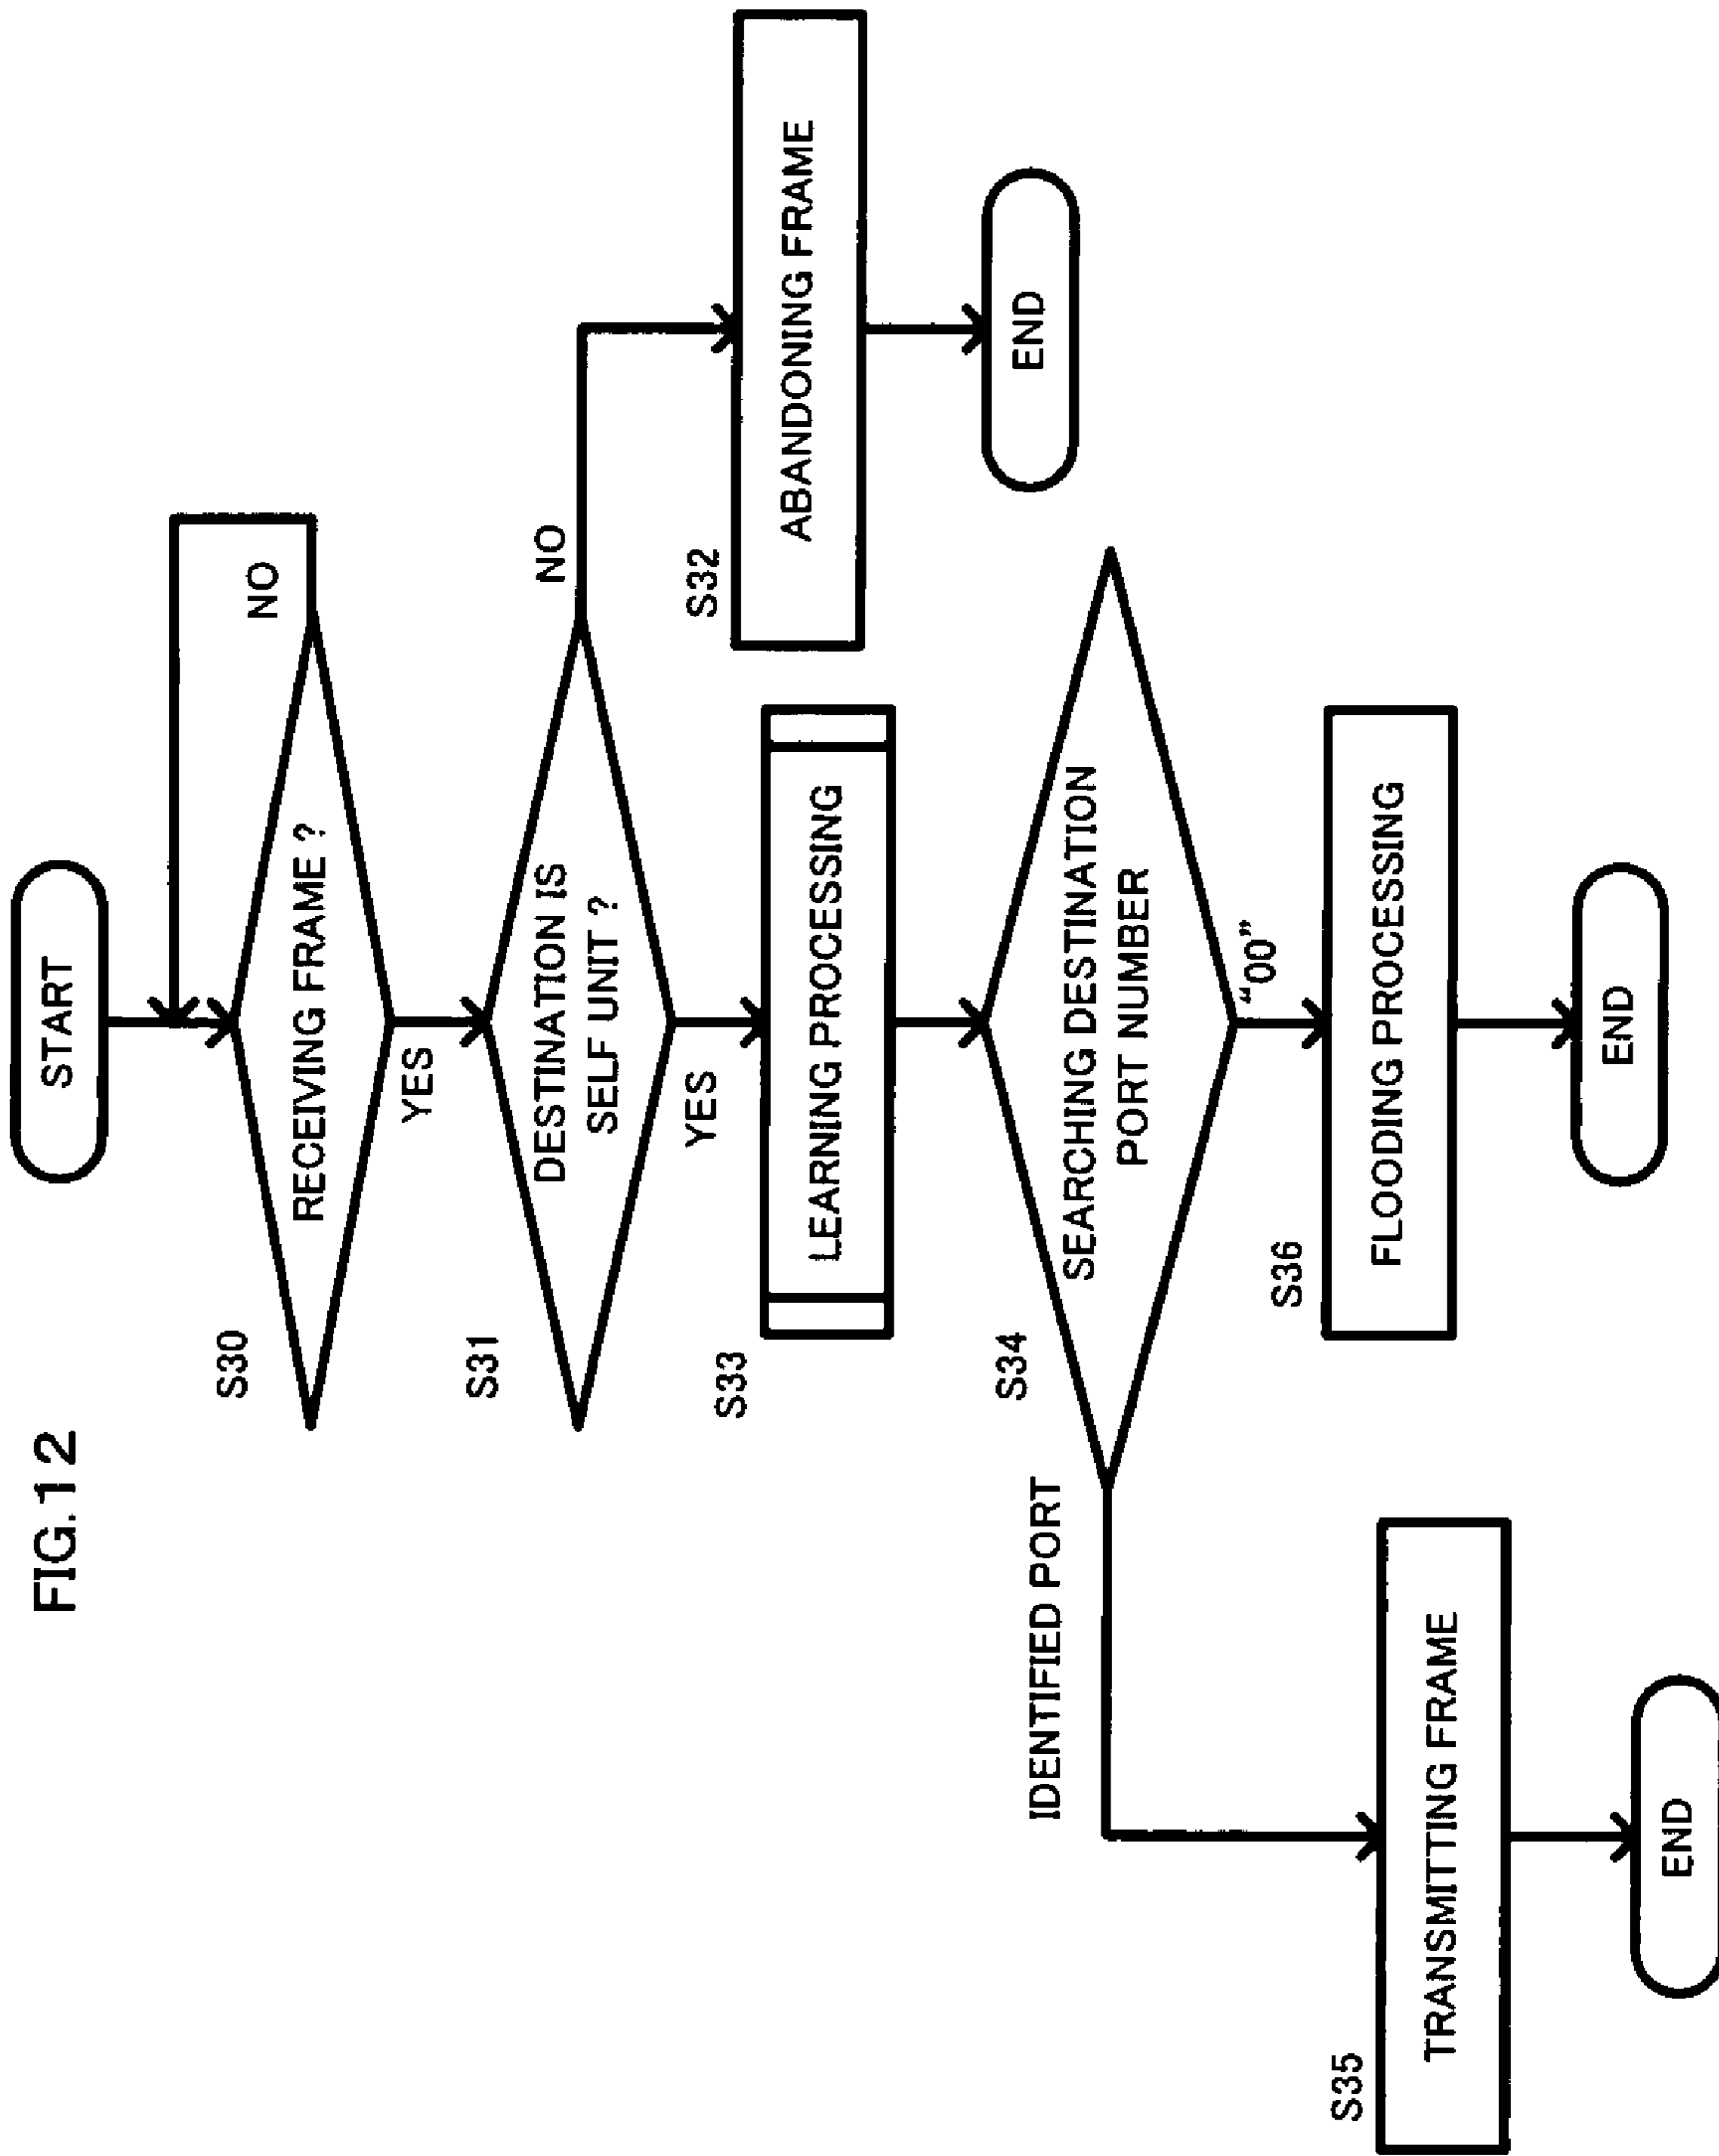 FIG.12
START
S30
RECEIVING FRAME ?
NO
YES
S31
DESTINATION IS
SELF UNIT ?
NO
YES
S32
ABANDONING FRAME
END
S33
LEARNING PROCESSING
S34
SEARCHING DESTINATION
PORT NUMBER
IDENTIFIED PORT
“00”
S35
TRANSMITTING FRAME
END
S36
FLOODING PROCESSING
END